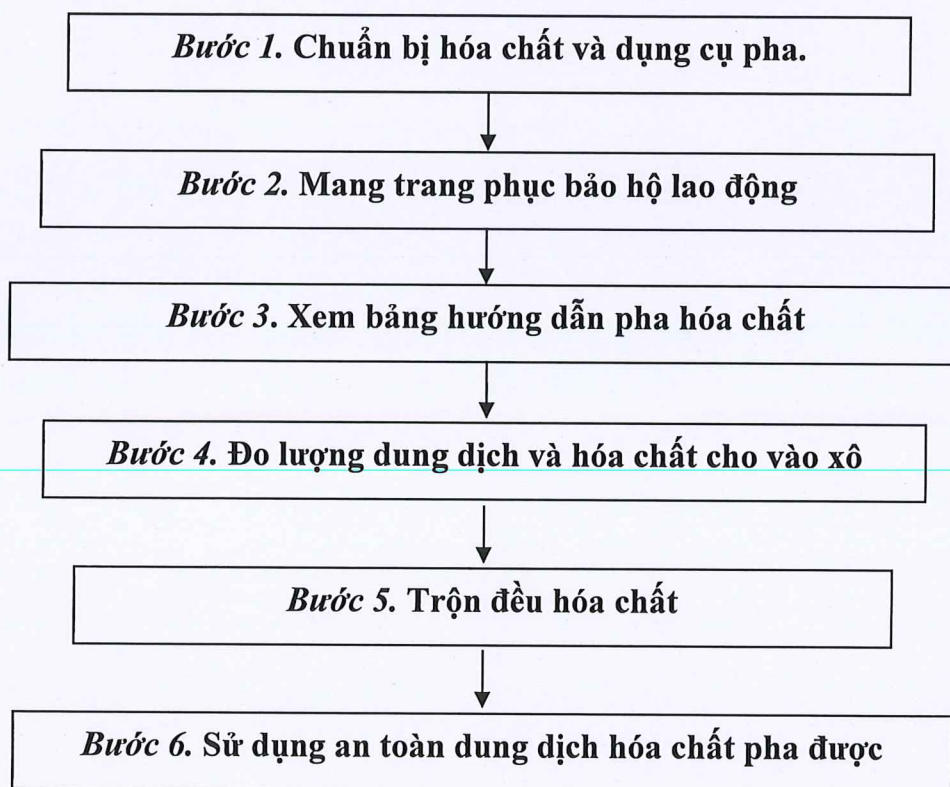 Bước 1. Chuẩn bị hóa chất và dụng cụ pha.
Bước 2. Mang trang phục bảo hộ lao động
Bước 3. Xem bảng hướng dẫn pha hóa chất
Bước 4. Đo lượng dung dịch và hóa chất cho vào xô
Bước 5. Trộn đều hóa chất
Bước 6. Sử dụng an toàn dung dịch hóa chất pha được